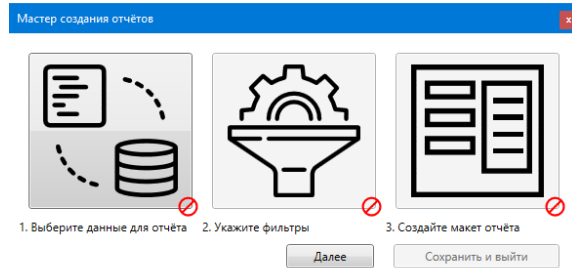 Мастер создания отчётов
x
1. Выберите данные для отчёта
2. Укажите фильтры
3. Создайте макет отчёта
Далее
Сохранить и выйти